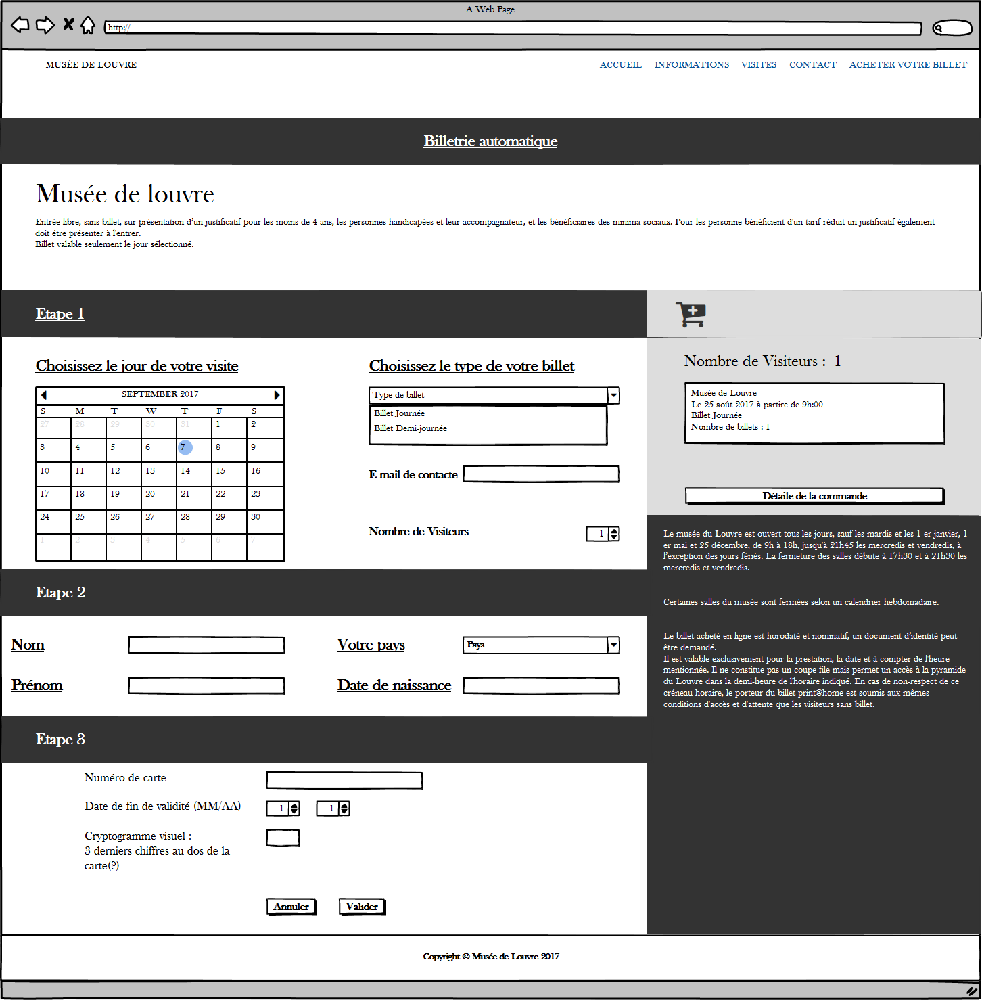 A Web Page
http://
MUSÈE DE LOUVRE
ACCUEIL INFORMATIONS VISITES CONTACT ACHETER VOTRE BILLET
Billetrie automatique
Musée de louvre
Entrée libre, sans billet, sur présentation d'un justificatif pour les moins de 4 ans, les personnes handicapées et leur accompagnateur, et les bénéficiaires des minima sociaux. Pour les personne bénéficient d'un tarif réduit un justificatif également
doit étre présenter à l'entrer.
Billet valable seulement le jour sélectionné.
Etape 1
Choisissez le jour de votre visite
SEPTEMBER 2017
S M T W T F S
27 28 29 30 31 1 2
3 4 5 6 7 8 9
10 11 12 13 14 15 16
17 18 19 20 21 22 23
24 25 26 27 28 29 30
1 2 3 4 5 6 7
Choisissez le type de votre billet
Type de billet
Billet Journée
Billet Demi-journée
E-mail de contacte
Nombre de Visiteurs 1
Nombre de Visiteurs : 1
Musée de Louvre
Le 25 août 2017 à partire de 9h:00
Billet Journée
Nombre de billets : 1
Détaile de la commande
Le musée du Louvre est ouvert tous les jours, sauf les mardis et les 1 er janvier, 1
er mai et 25 décembre, de 9h à 18h, jusqu'à 21h45 les mercredis et vendredis, à
l'exception des jours fériés. La fermeture des salles débute à 17h30 et à 21h30 les
mercredis et vendredis.
Certaines salles du musée sont fermées selon un calendrier hebdomadaire.
Le billet acheté en ligne est horodaté et nominatif, un document d'identité peut
être demandé.
Il est valable exclusivement pour la prestation, la date et à compter de l'heure
mentionnée. Il ne constitue pas un coupe file mais permet un accès à la pyramide
du Louvre dans la demi-heure de l'horaire indiqué. En cas de non-respect de ce
créneau horaire, le porteur du billet print@home est soumis aux mêmes
conditions d'accès et d'attente que les visiteurs sans billet.
Etape 2
Nom
Votre pays Pays
Prénom
Date de naissance
Etape 3
Numéro de carte
Date de fin de validité (MM/AA) 1 1
Cryptogramme visuel :
3 derniers chiffres au dos de la
carte(?)
Annuler Valider
Copyright © Musée de Louvre 2017